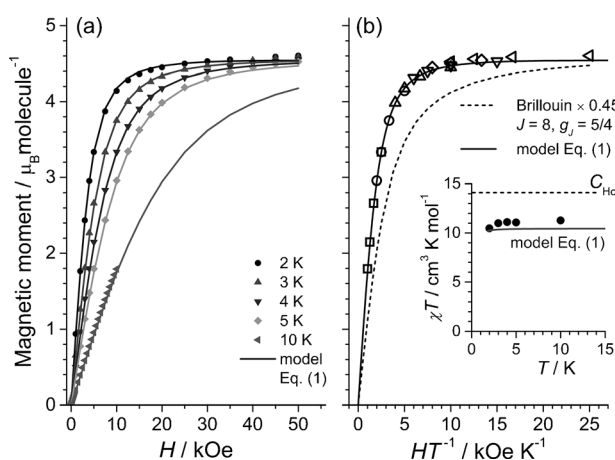 (a)
Magnetic moment / μB molecule⁻¹
5
4
3
2
1
0
2 K
3 K
4 K
5 K
10 K
model
Eq. (1)
0 10 20 30 40 50
H / kOe
(b)
Brillouin × 0.45
J = 8, gJ = 5/4
model Eq. (1)
χT / cm³ K mol⁻¹
15
10
5
0
CHo
model Eq. (1)
0 5 10 15
T / K
0 5 10 15 20 25
HT⁻¹ / kOe K⁻¹